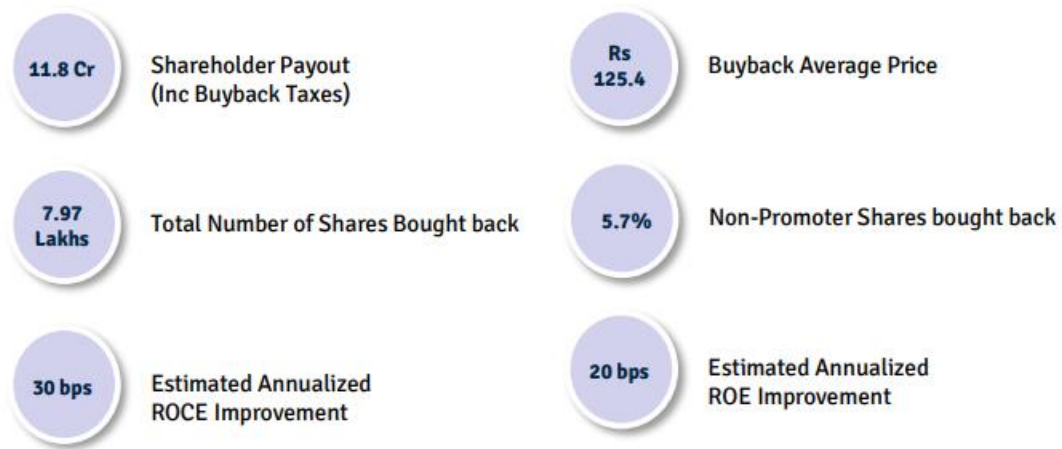 11.8 Cr
Shareholder Payout
(Inc Buyback Taxes)
Rs
125.4
Buyback Average Price
7.97
Lakhs
Total Number of Shares Bought back
5.7%
Non-Promoter Shares bought back
30 bps
Estimated Annualized
ROCE Improvement
20 bps
Estimated Annualized
ROE Improvement